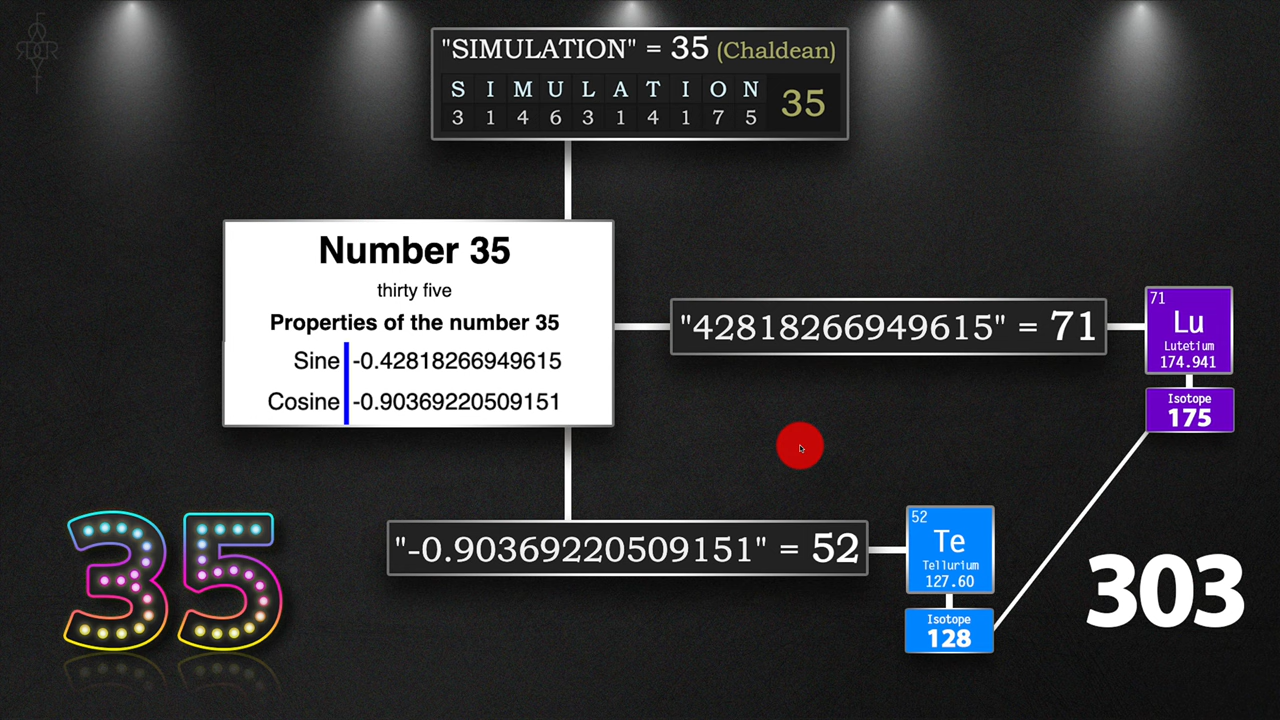 "SIMULATION" = 35 (Chaldean)
S I M U L A T I O N
3 1 4 6 3 1 4 1 7 5
35
Number 35
thirty five
Properties of the number 35
Sine -0.42818266949615
Cosine -0.90369220509151
"42818266949615" = 71
71
Lu
Lutetium
174.941
Isotope
175
"-0.90369220509151" = 52
52
Te
Tellurium
127.60
Isotope
128
35
303